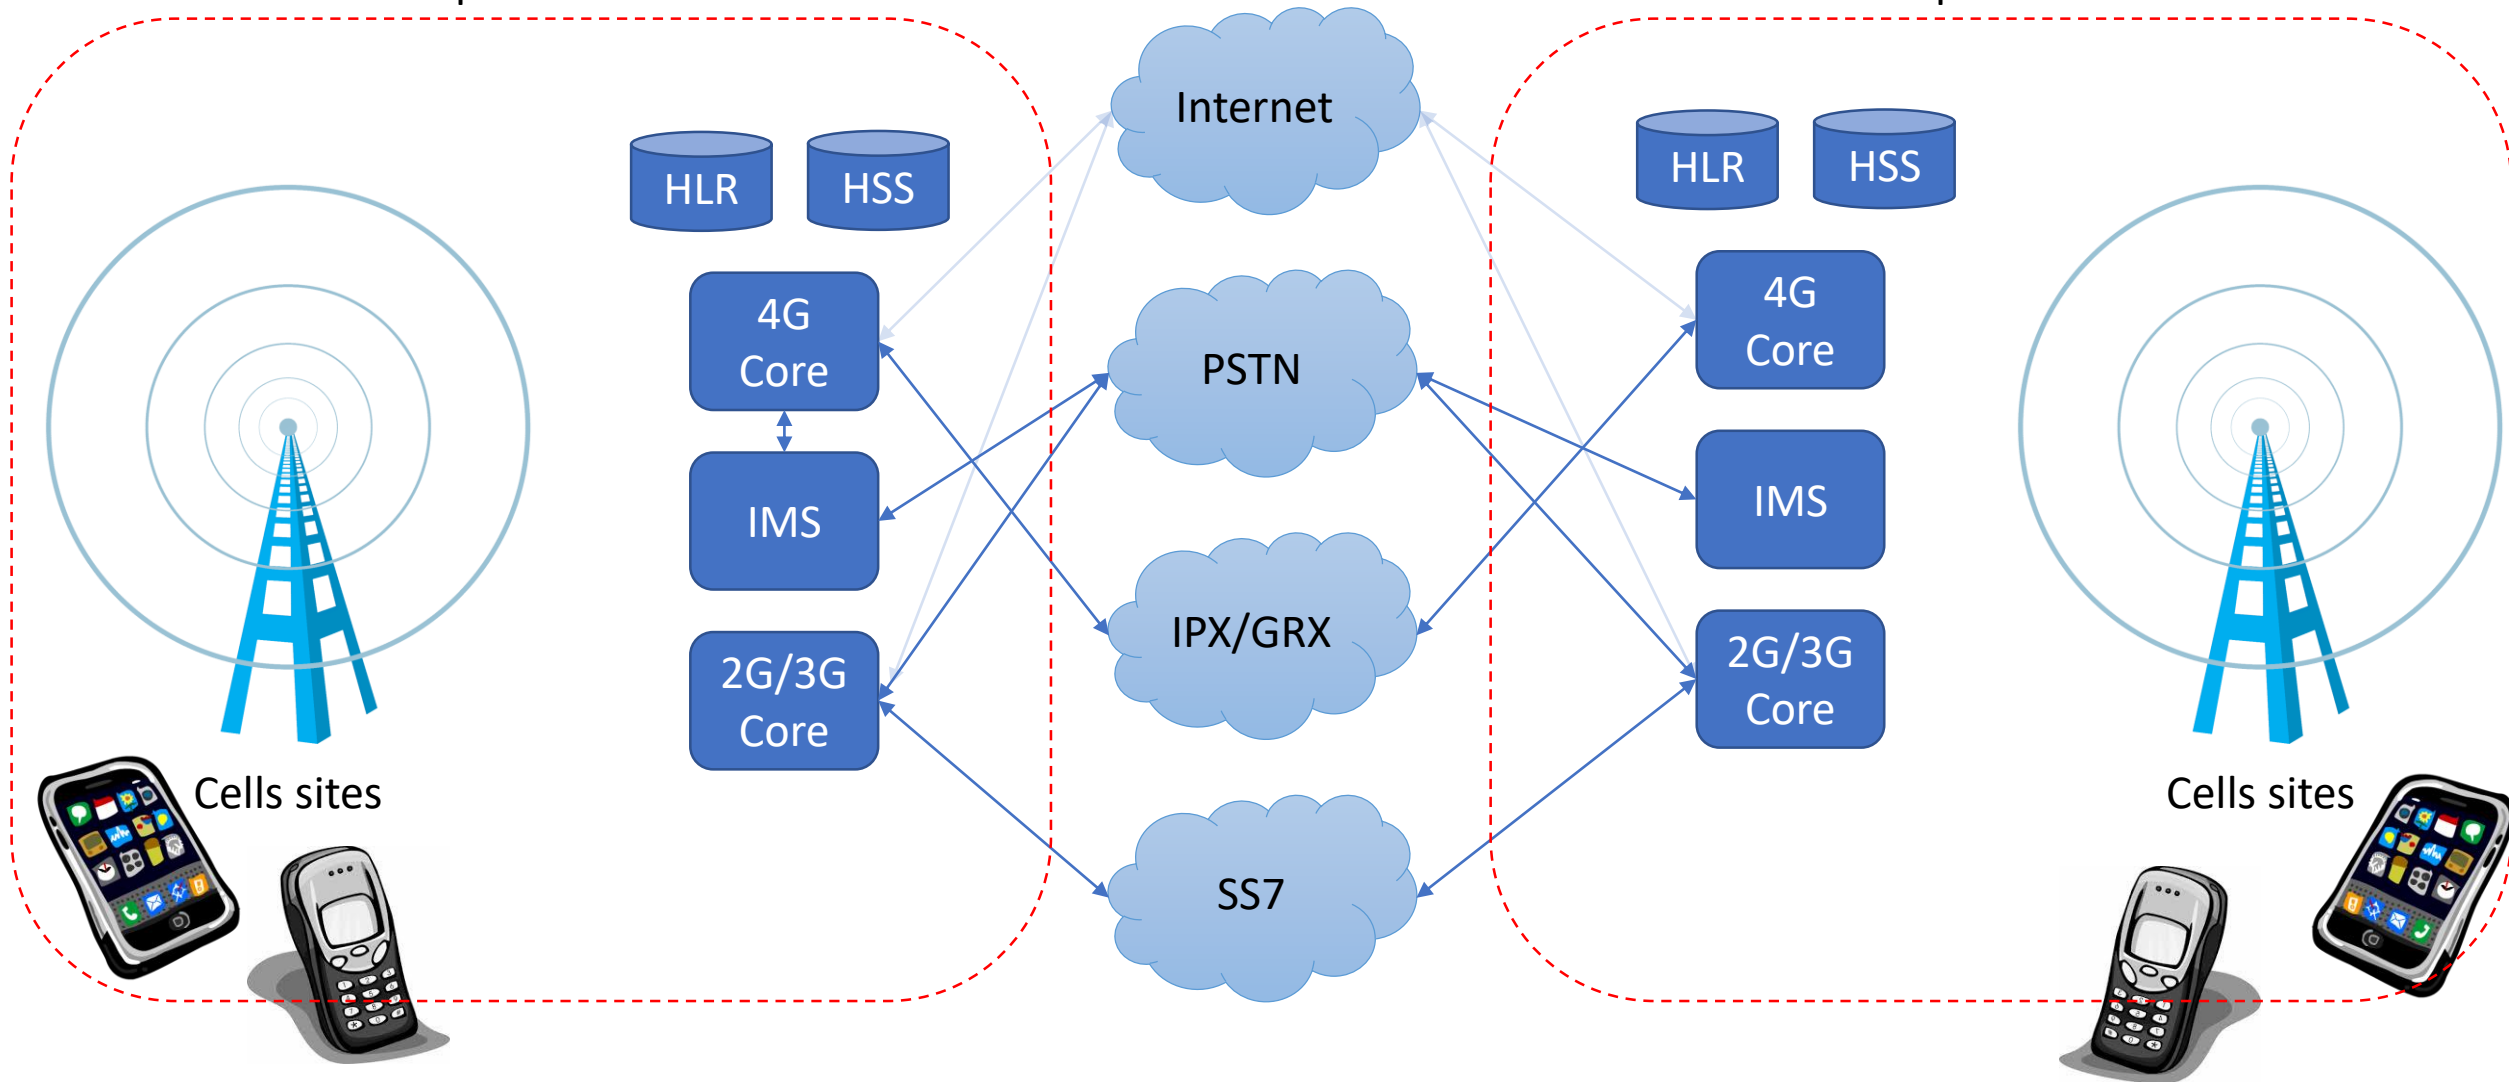 Internet
HLR
HSS
HLR
HSS
4G
Core
PSTN
4G
Core
IMS
IMS
IPX/GRX
2G/3G
Core
2G/3G
Core
Cells sites
Cells sites
SS7